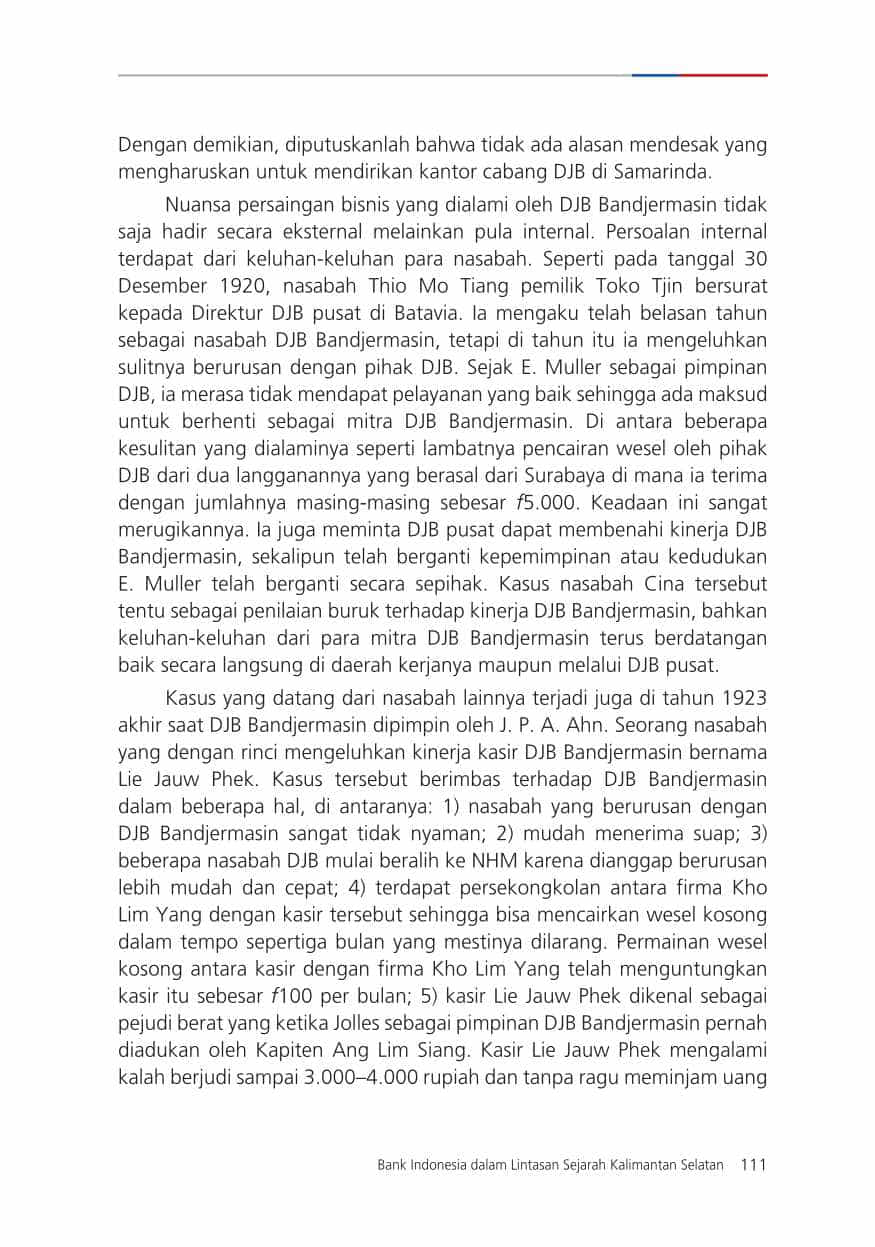 Dengan demikian, diputuskanlah bahwa tidak ada alasan mendesak yang
mengharuskan untuk mendirikan kantor cabang DJB di Samarinda.
Nuansa persaingan bisnis yang dialami oleh DJB Bandjermasin tidak
saja hadir secara eksternal melainkan pula internal. Persoalan internal
terdapat dari keluhan-keluhan para nasabah. Seperti pada tanggal 30
Desember 1920, nasabah Thio Mo Tiang pemilik Toko Tjin bersurat
kepada Direktur DJB pusat di Batavia. Ia mengaku telah belasan tahun
sebagai nasabah DJB Bandjermasin, tetapi di tahun itu ia mengeluhkan
sulitnya berurusan dengan pihak DJB. Sejak E. Muller sebagai pimpinan
DJB, ia merasa tidak mendapat pelayanan yang baik sehingga ada maksud
untuk berhenti sebagai mitra DJB Bandjermasin. Di antara beberapa
kesulitan yang dialaminya seperti lambatnya pencairan wesel oleh pihak
DJB dari dua langganannya yang berasal dari Surabaya di mana ia terima
dengan jumlahnya masing-masing sebesar f5.000. Keadaan ini sangat
merugikannya. Ia juga meminta DJB pusat dapat membenahi kinerja DJB
Bandjermasin, sekalipun telah berganti kepemimpinan atau kedudukan
E. Muller telah berganti secara sepihak. Kasus nasabah Cina tersebut
tentu sebagai penilaian buruk terhadap kinerja DJB Bandjermasin, bahkan
keluhan-keluhan dari para mitra DJB Bandjermasin terus berdatangan
baik secara langsung di daerah kerjanya maupun melalui DJB pusat.
Kasus yang datang dari nasabah lainnya terjadi juga di tahun 1923
akhir saat DJB Bandjermasin dipimpin oleh J. P. A. Ahn. Seorang nasabah
yang dengan rinci mengeluhkan kinerja kasir DJB Bandjermasin bernama
Lie Jauw Phek. Kasus tersebut berimbas terhadap DJB Bandjermasin
dalam beberapa hal, di antaranya: 1) nasabah yang berurusan dengan
DJB Bandjermasin sangat tidak nyaman; 2) mudah menerima suap; 3)
beberapa nasabah DJB mulai beralih ke NHM karena dianggap berurusan
lebih mudah dan cepat; 4) terdapat persekongkolan antara firma Kho
Lim Yang dengan kasir tersebut sehingga bisa mencairkan wesel kosong
dalam tempo sepertiga bulan yang mestinya dilarang. Permainan wesel
kosong antara kasir dengan firma Kho Lim Yang telah menguntungkan
kasir itu sebesar f100 per bulan; 5) kasir Lie Jauw Phek dikenal sebagai
pejudi berat yang ketika Jolles sebagai pimpinan DJB Bandjermasin pernah
diadukan oleh Kapiten Ang Lim Siang. Kasir Lie Jauw Phek mengalami
kalah berjudi sampai 3.000–4.000 rupiah dan tanpa ragu meminjam uang
Bank Indonesia dalam Lintasan Sejarah Kalimantan Selatan 111